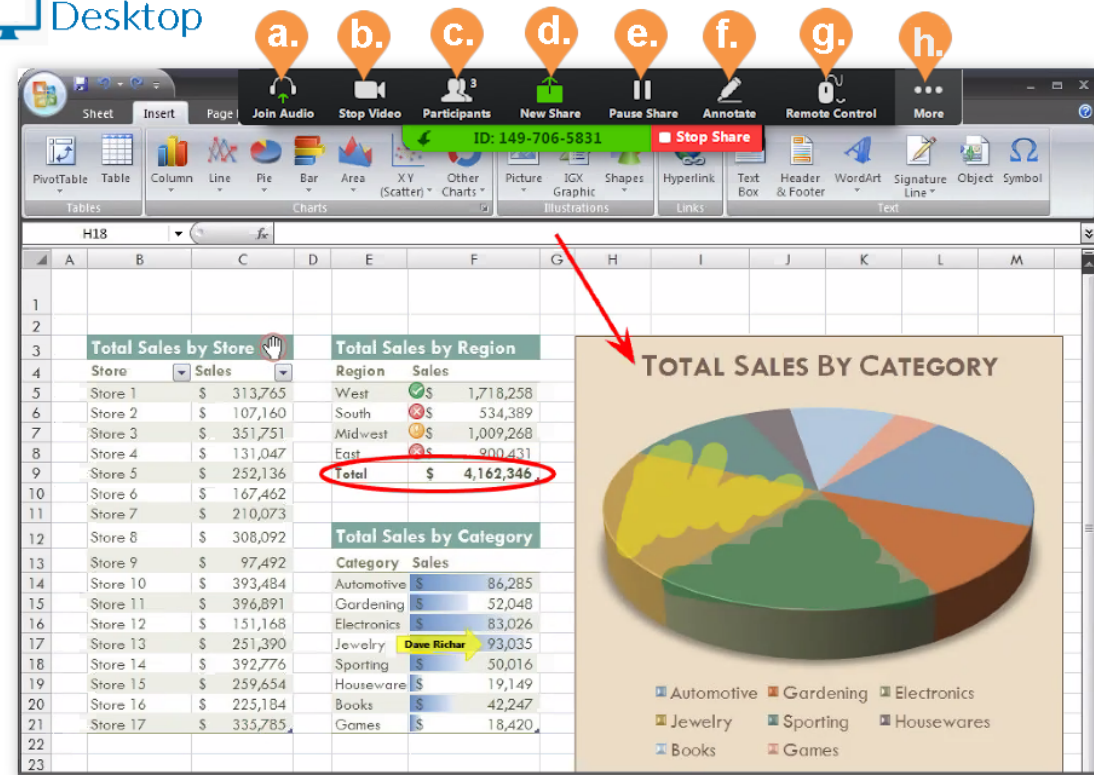 Desktop
a. b. c. d. e. f. g. h.
Join Audio Stop Video Participants 3 New Share Pause Share Annotate Remote Control More
ID: 149-706-5831 Stop Share
Sheet Insert Page
PivotTable Table Column Line Pie Bar Area X Y (Scatter) Other Charts Picture IGX Graphic Shapes Hyperlink Text Box Header & Footer WordArt Signature Line Object Symbol
Tables Charts Illustrations Links Text
H18 fx
A B C D E F G H I J K L M
1
2
3 Total Sales by Store Total Sales by Region
4 Store Sales Region Sales
5 Store 1 $ 313,765 West $ 1,718,258
6 Store 2 $ 107,160 South $ 534,389
7 Store 3 $ 351,751 Midwest $ 1,009,268
8 Store 4 $ 131,047 East $ 900,431
9 Store 5 $ 252,136 Total $ 4,162,346
10 Store 6 $ 167,462
11 Store 7 $ 210,073
12 Store 8 $ 308,092 Total Sales by Category
13 Store 9 $ 97,492 Category Sales
14 Store 10 $ 393,484 Automotive $ 86,285
15 Store 11 $ 396,891 Gardening $ 52,048
16 Store 12 $ 151,168 Electronics $ 83,026
17 Store 13 $ 251,390 Jewelry Dave Richar 93,035
18 Store 14 $ 392,776 Sporting $ 50,016
19 Store 15 $ 259,654 Houseware $ 19,149
20 Store 16 $ 225,184 Books $ 42,247
21 Store 17 $ 335,785 Games $ 18,420
22
23
TOTAL SALES BY CATEGORY
Automotive Gardening Electronics
Jewelry Sporting Housewares
Books Games